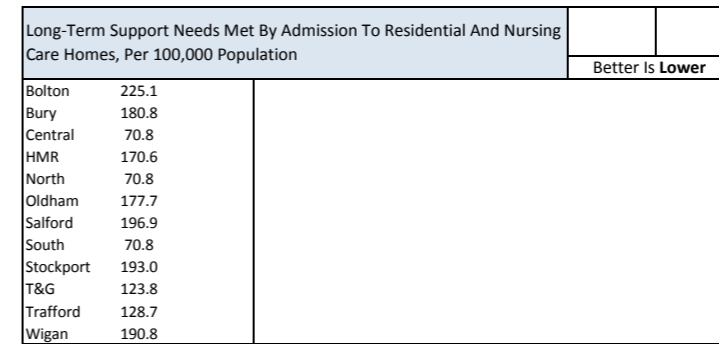 Long-Term Support Needs Met By Admission To Residential And Nursing
Care Homes, Per 100,000 Population
Better Is Lower
Bolton 225.1
Bury 180.8
Central 70.8
HMR 170.6
North 70.8
Oldham 177.7
Salford 196.9
South 70.8
Stockport 193.0
T&G 123.8
Trafford 128.7
Wigan 190.8